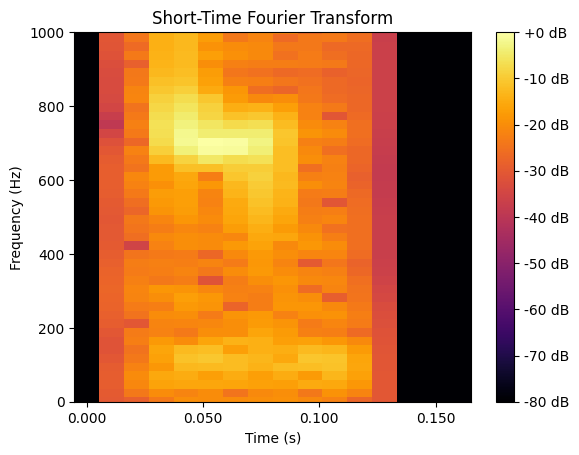 Short-Time Fourier Transform
1000
800
600
400
200
0
Frequency (Hz)
0.000
0.050
0.100
0.150
Time (s)
+0 dB
-10 dB
-20 dB
-30 dB
-40 dB
-50 dB
-60 dB
-70 dB
-80 dB